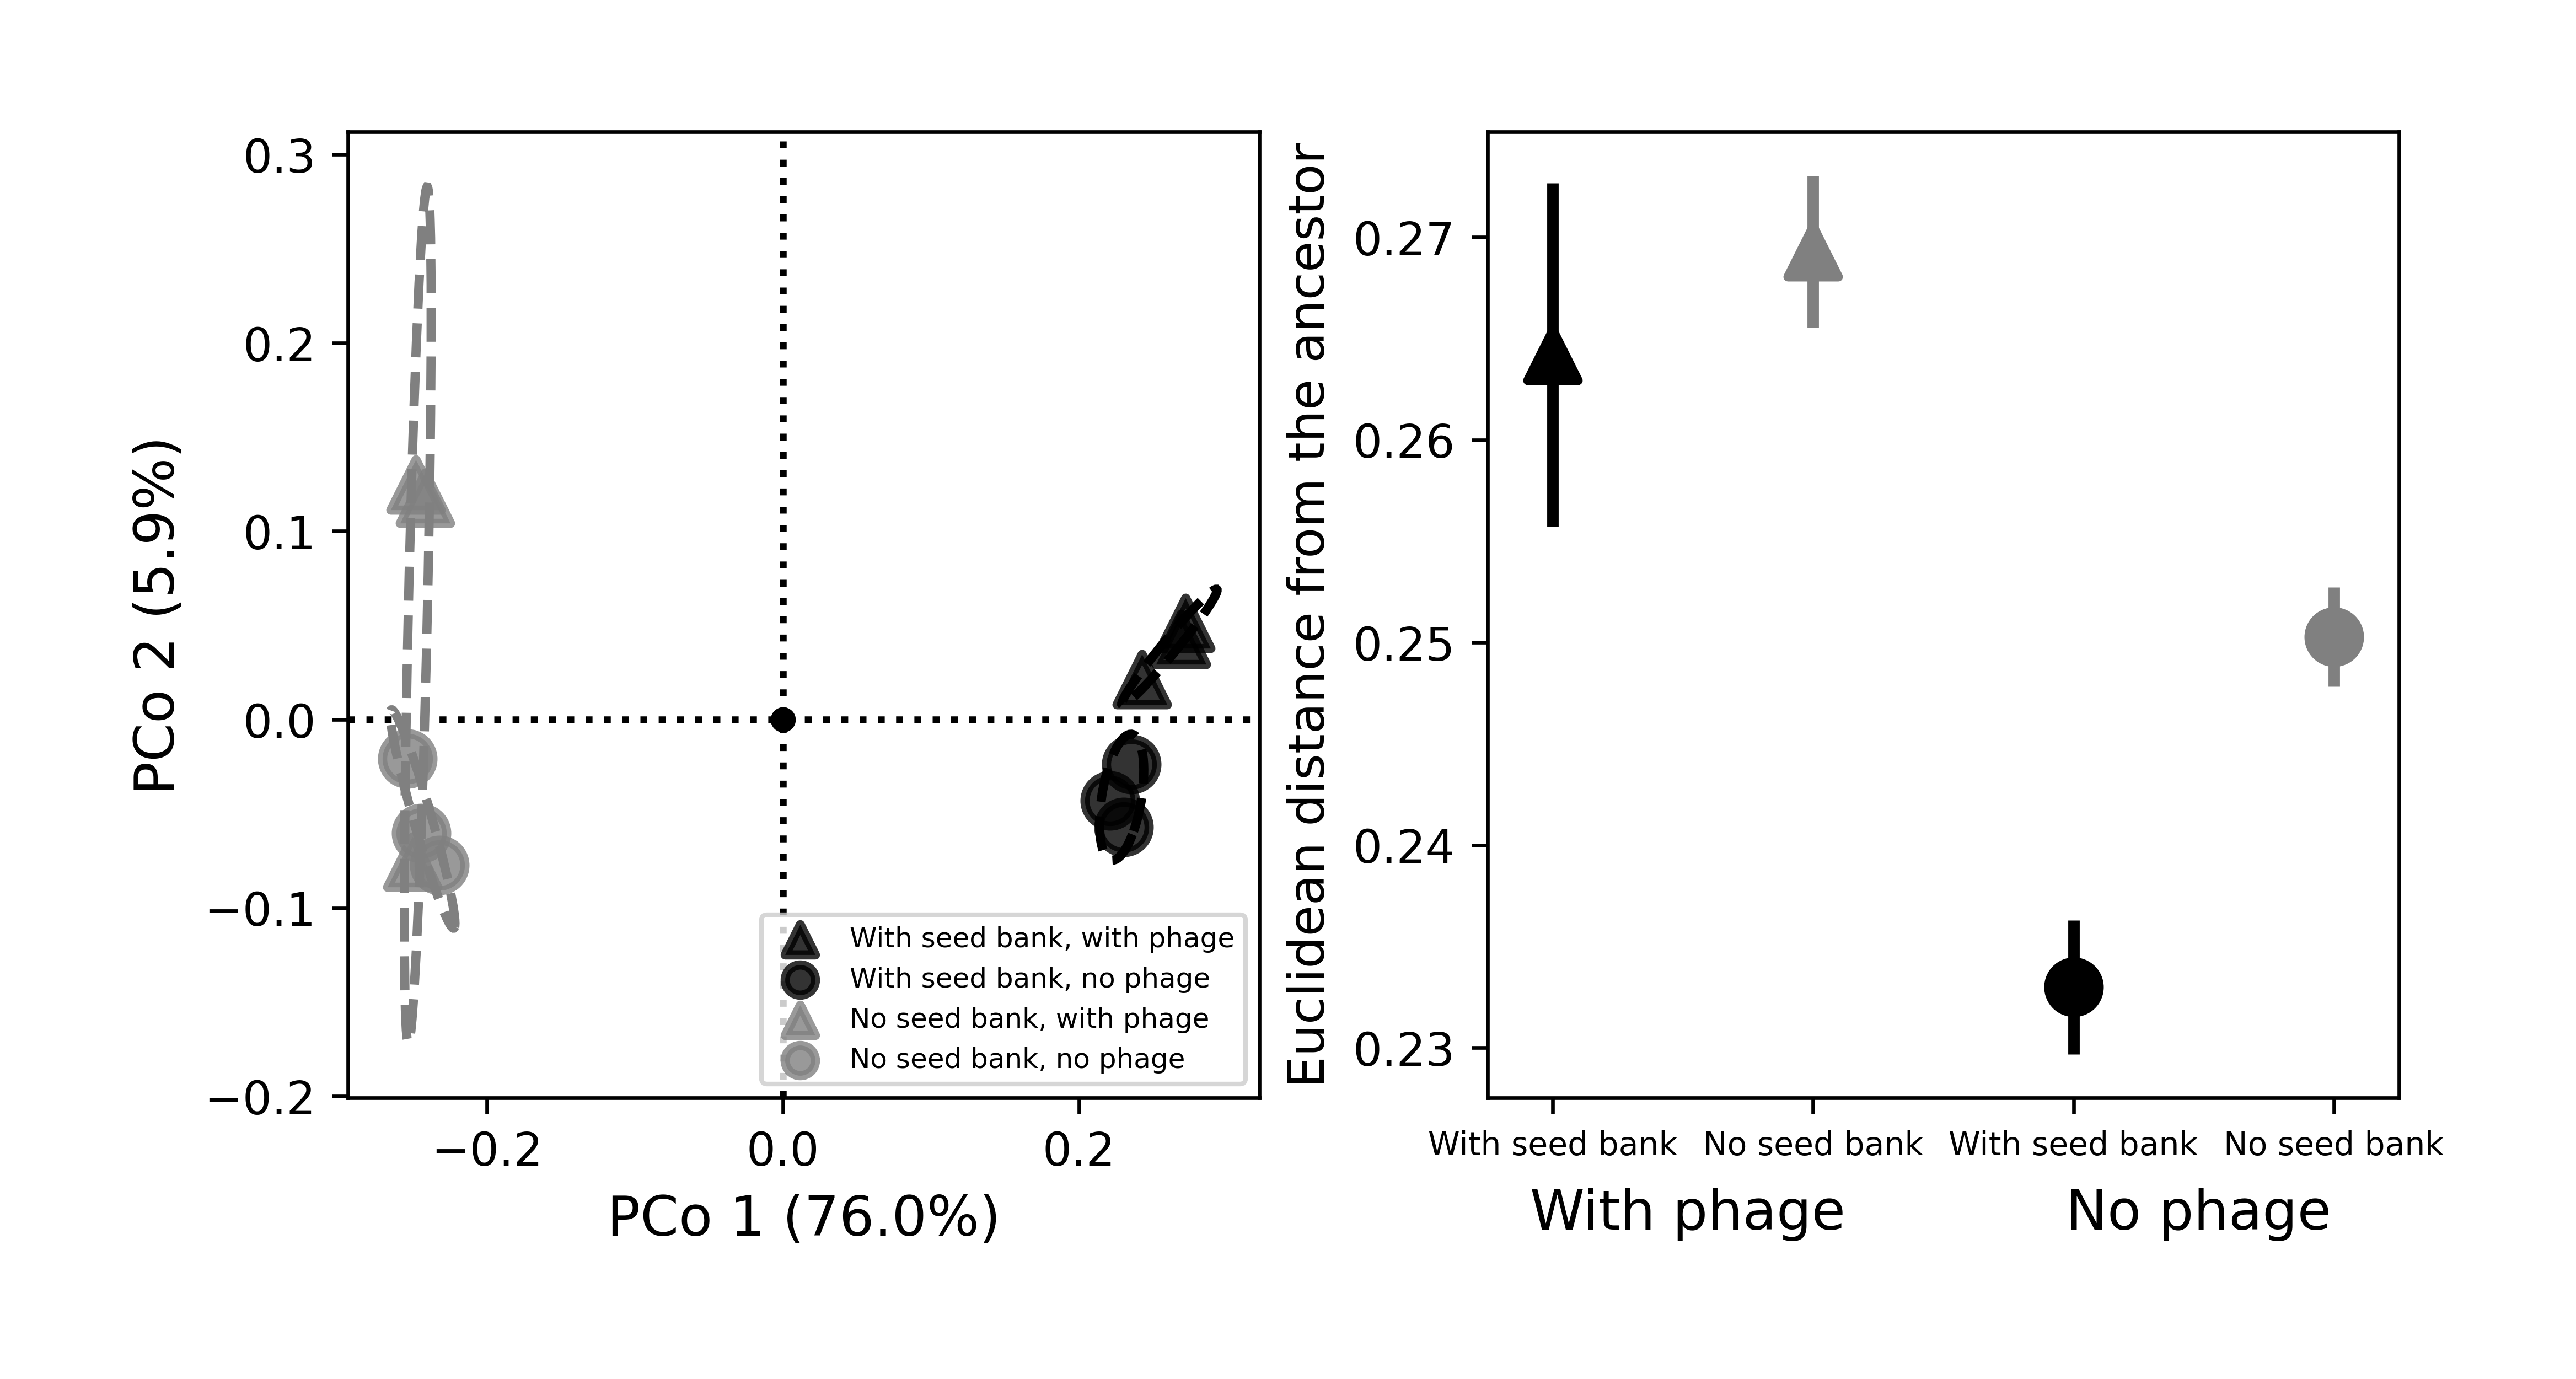 PCo 2 (5.9%)
0.3
0.2
0.1
0.0
−0.1
−0.2
−0.2
0.0
0.2
PCo 1 (76.0%)
With seed bank, with phage
With seed bank, no phage
No seed bank, with phage
No seed bank, no phage
Euclidean distance from the ancestor
0.27
0.26
0.25
0.24
0.23
With seed bank
No seed bank
With seed bank
No seed bank
With phage
No phage